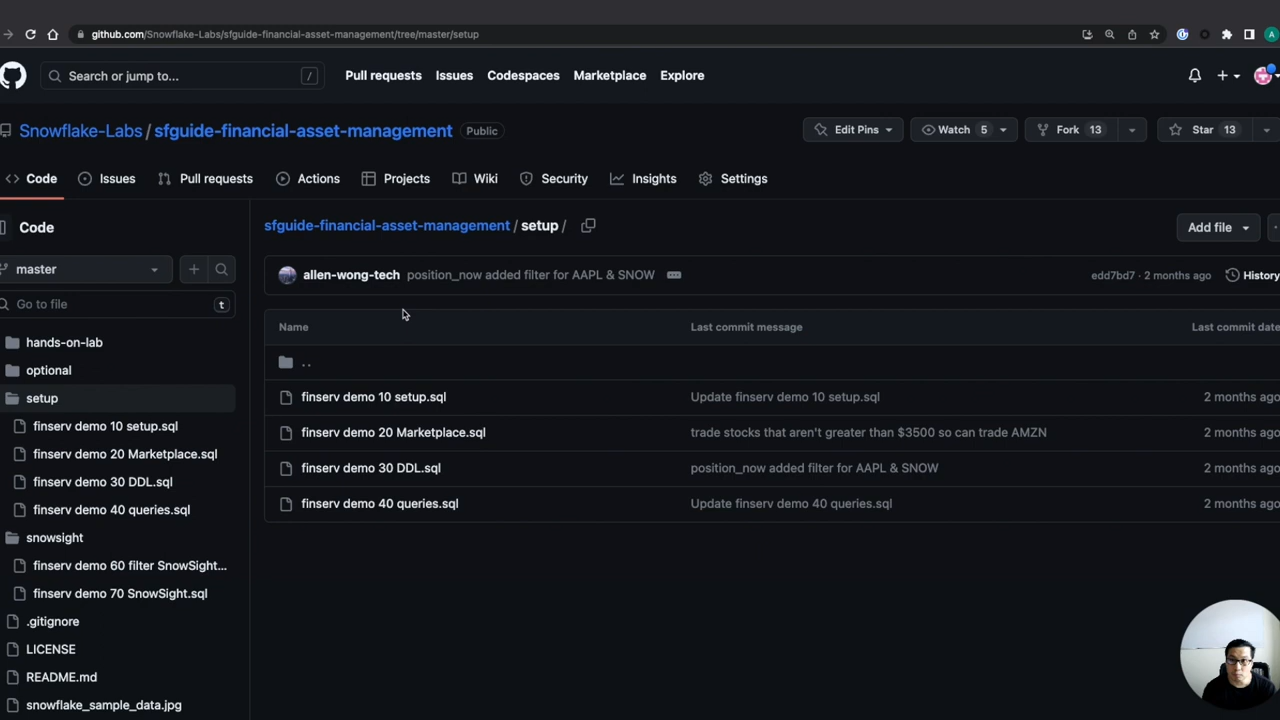 github.com/Snowflake-Labs/sfguide-financial-asset-management/tree/master/setup
A
Search or jump to... /
Pull requests Issues Codespaces Marketplace Explore
Snowflake-Labs / sfguide-financial-asset-management Public
Edit Pins Watch 5 Fork 13 Star 13
Code Issues Pull requests Actions Projects Wiki Security Insights Settings
Code
sfguide-financial-asset-management / setup /
Add file
master
allen-wong-tech position_now added filter for AAPL & SNOW
edd7bd7 · 2 months ago History
Go to file t
Name Last commit message Last commit date
hands-on-lab
optional
setup
finserv demo 10 setup.sql
finserv demo 20 Marketplace.sql
finserv demo 30 DDL.sql
finserv demo 40 queries.sql
snowsight
finserv demo 60 filter SnowSight...
finserv demo 70 SnowSight.sql
.gitignore
LICENSE
README.md
snowflake_sample_data.jpg
..
finserv demo 10 setup.sql Update finserv demo 10 setup.sql 2 months ago
finserv demo 20 Marketplace.sql trade stocks that aren't greater than $3500 so can trade AMZN 2 months ago
finserv demo 30 DDL.sql position_now added filter for AAPL & SNOW 2 months ago
finserv demo 40 queries.sql Update finserv demo 40 queries.sql 2 months ago